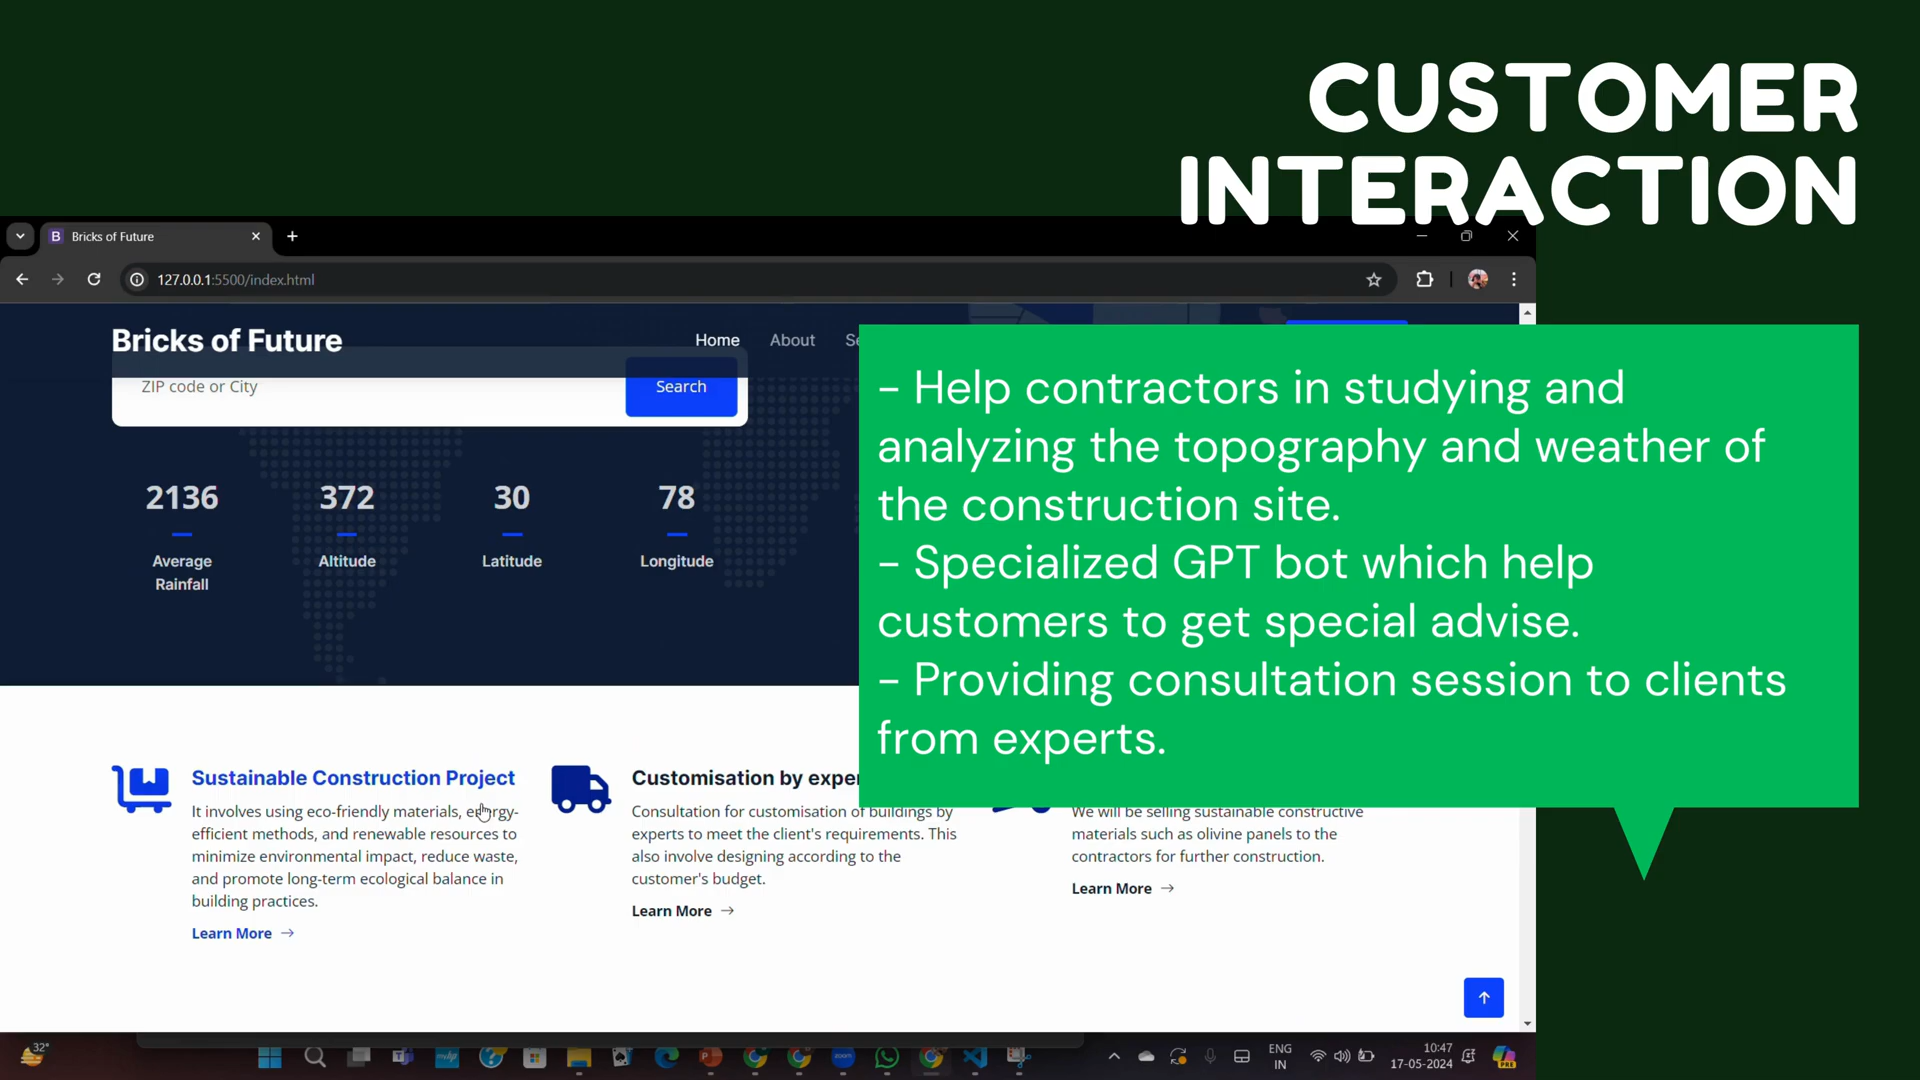 CUSTOMER
INTERACTION
Bricks of Future
127.0.0.1:5500/index.html
Bricks of Future
Home About
ZIP code or City
Search
2136 372 30 78
Average
Rainfall
Altitude
Latitude
Longitude
- Help contractors in studying and
analyzing the topography and weather of
the construction site.
- Specialized GPT bot which help
customers to get special advise.
- Providing consultation session to clients
from experts.
Sustainable Construction Project
It involves using eco-friendly materials, energy-
efficient methods, and renewable resources to
minimize environmental impact, reduce waste,
and promote long-term ecological balance in
building practices.
Learn More
Customisation by exper
Consultation for customisation of buildings by
experts to meet the client's requirements. This
also involve designing according to the
customer's budget.
Learn More
We will be selling sustainable constructive
materials such as olivine panels to the
contractors for further construction.
Learn More
32°
ENG
IN
10:47
17-05-2024